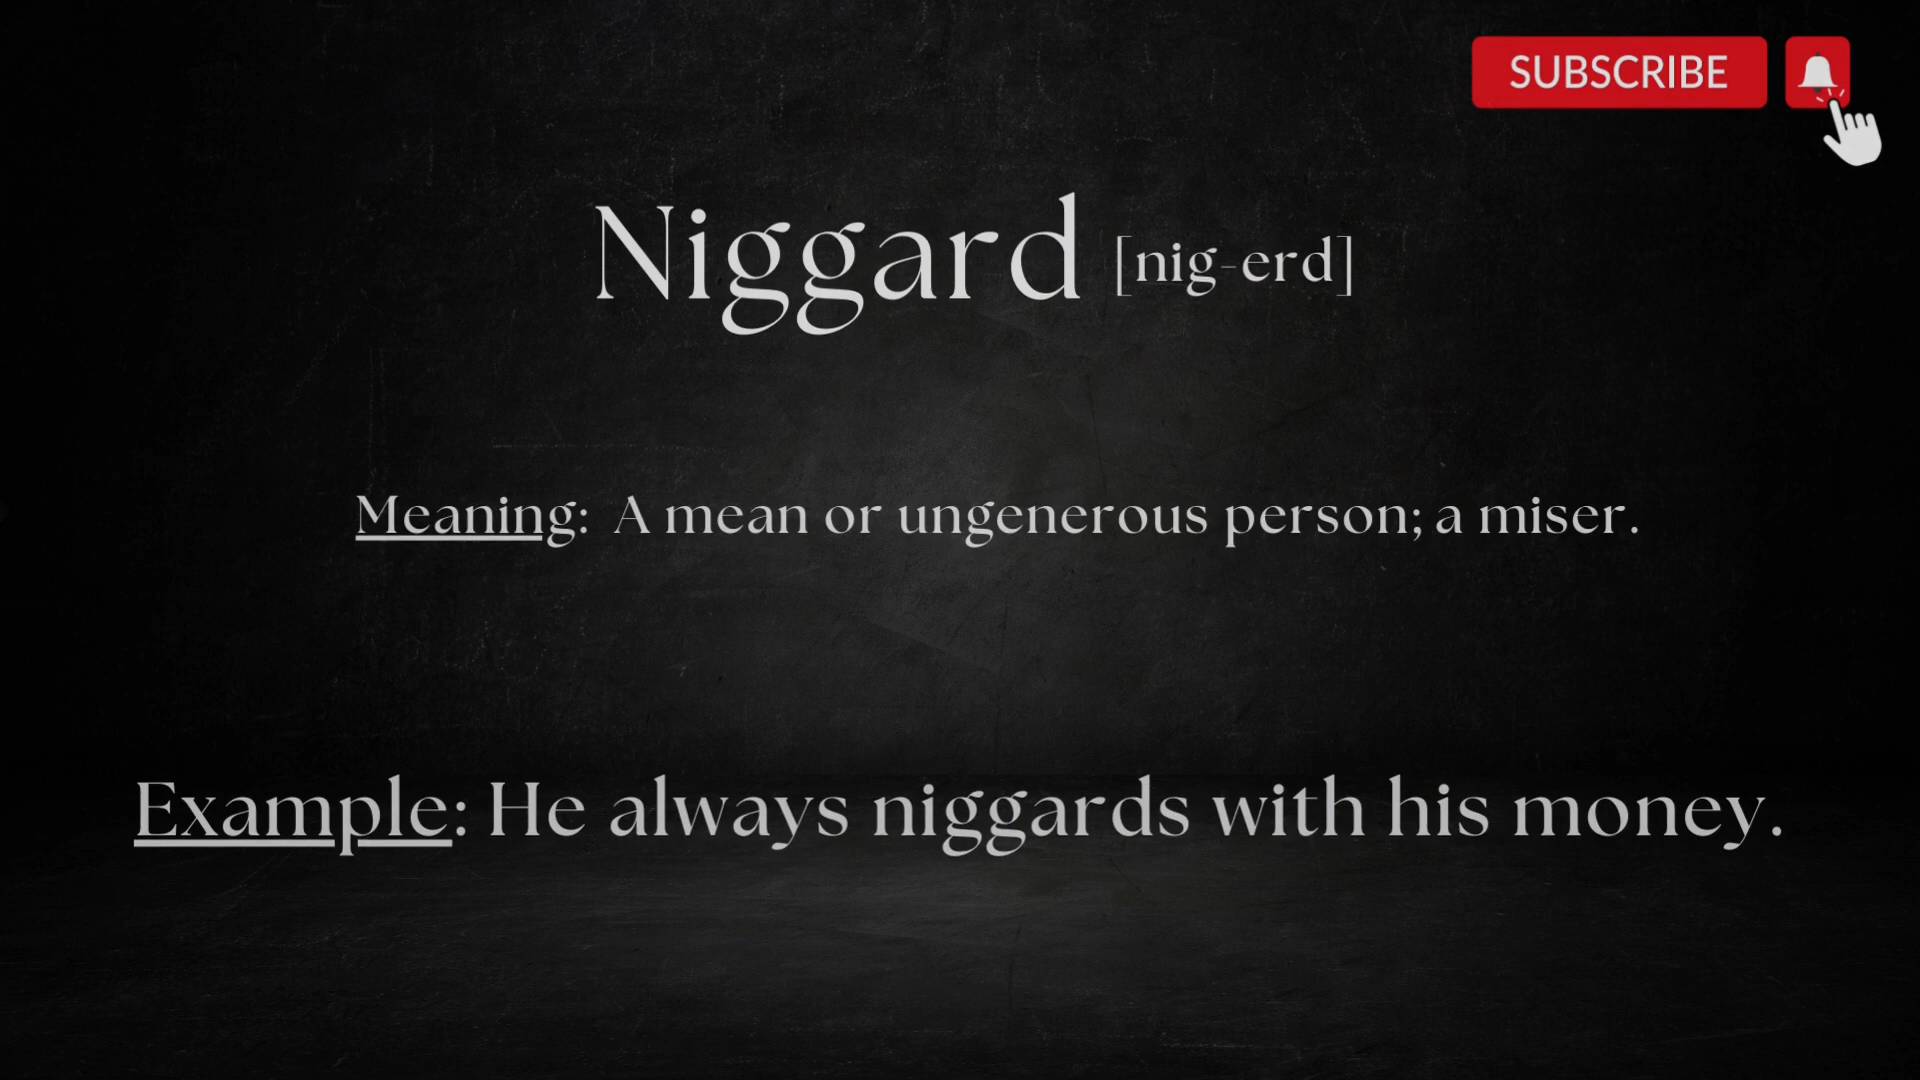 SUBSCRIBE
Niggard [nig-erd]
Meaning: A mean or ungenerous person; a miser.
Example: He always niggards with his money.